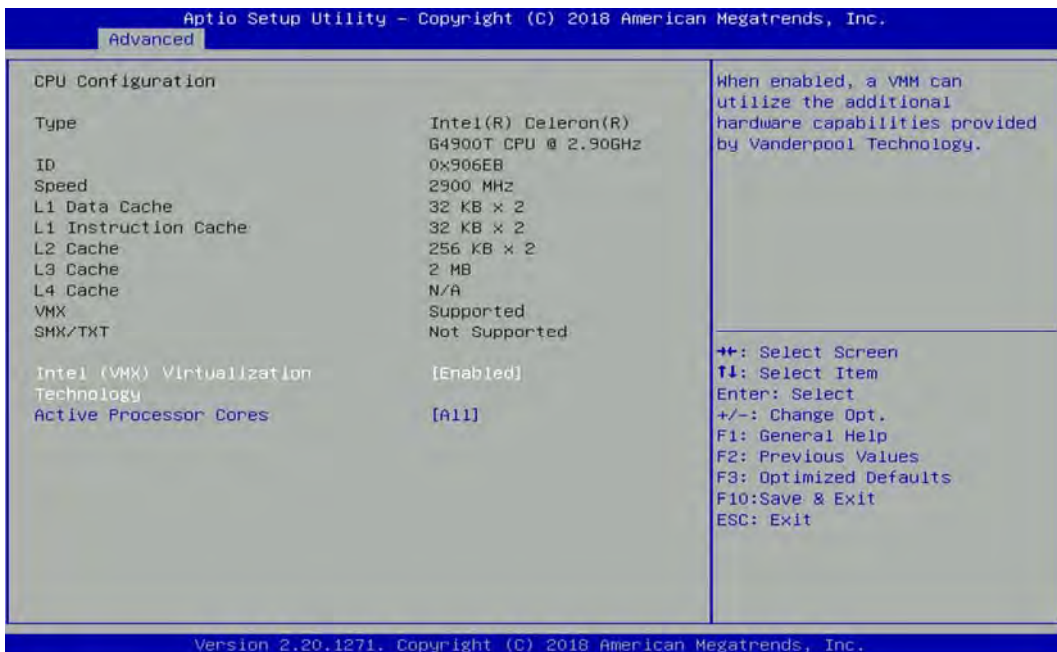 Aptio Setup Utility – Copyright (C) 2018 American Megatrends, Inc.
Advanced
CPU Configuration
Type Intel(R) Celeron(R)
G4900T CPU @ 2.90GHz
ID 0x906EB
Speed 2900 MHz
L1 Data Cache 32 KB x 2
L1 Instruction Cache 32 KB x 2
L2 Cache 256 KB x 2
L3 Cache 2 MB
L4 Cache N/A
VMX Supported
SMX/TXT Not Supported
Intel (VMX) Virtualization [Enabled]
Technology
Active Processor Cores [All]
When enabled, a VMM can
utilize the additional
hardware capabilities provided
by Vanderpool Technology.
→←: Select Screen
↑↓: Select Item
Enter: Select
+/-: Change Opt.
F1: General Help
F2: Previous Values
F3: Optimized Defaults
F10:Save & Exit
ESC: Exit
Version 2.20.1271. Copyright (C) 2018 American Megatrends, Inc.